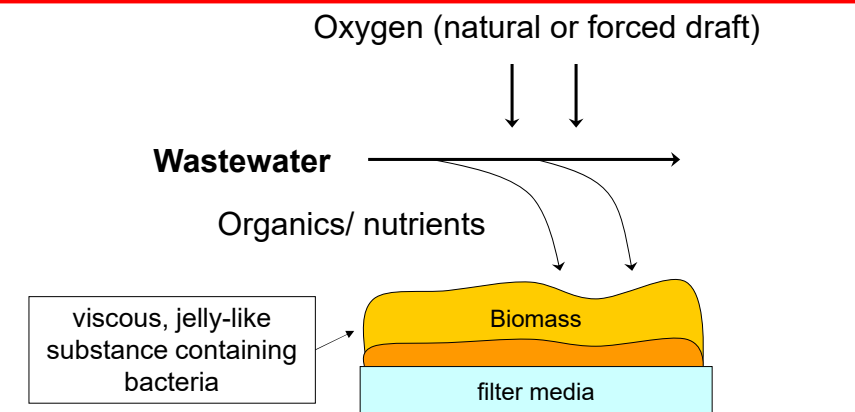 Oxygen (natural or forced draft)
Wastewater
Organics/ nutrients
viscous, jelly-like
substance containing
bacteria
Biomass
filter media